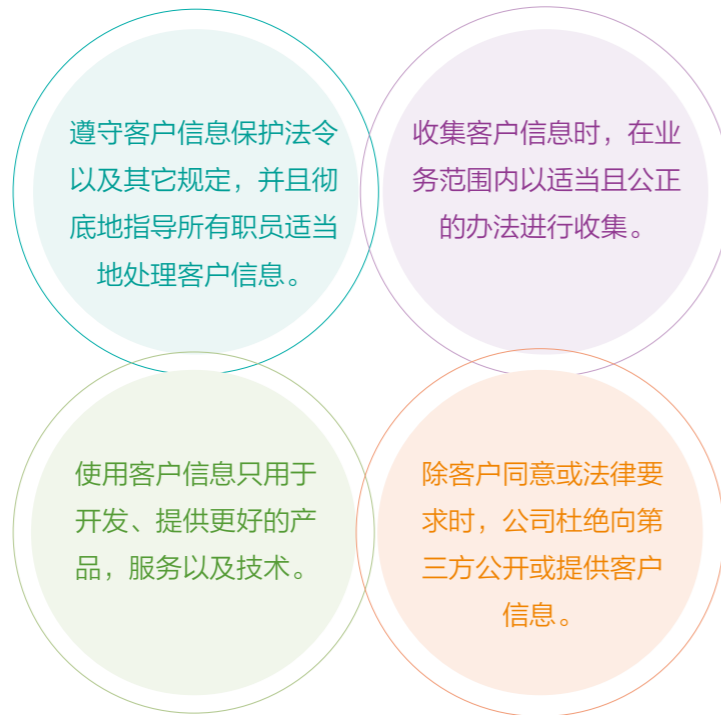 遵守客户信息保护法令
以及其它规定，并且彻
底地指导所有职员适当
地处理客户信息。
收集客户信息时，在业
务范围内以适当且公正
的办法进行收集。
使用客户信息只用于
开发、提供更好的产
品，服务以及技术。
除客户同意或法律要
求时，公司杜绝向第
三方公开或提供客户
信息。